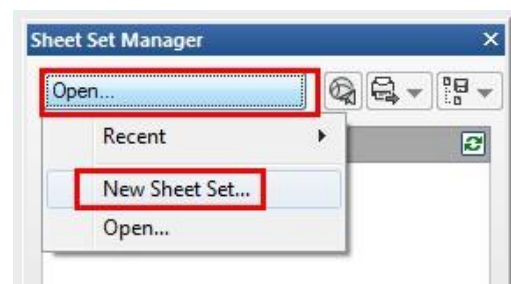 Sheet Set Manager
Open...
Recent
New Sheet Set...
Open...